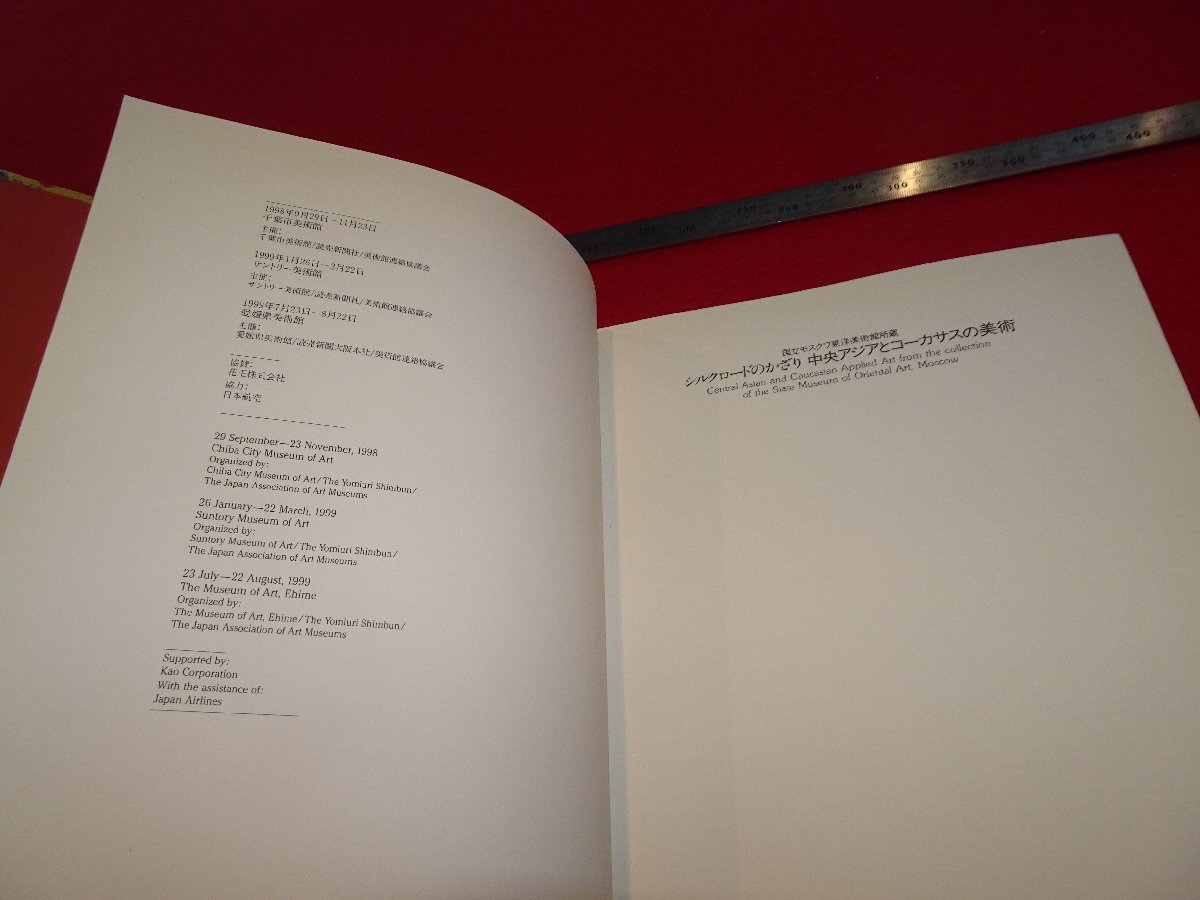 1998年9月29日−11月23日
千葉市美術館
主催:
千葉市美術館/読売新聞社/美術館連絡協議会
1999年1月26日−3月22日
サントリー美術館
主催:
サントリー美術館/読売新聞社/美術館連絡協議会
1999年7月23日−8月22日
愛媛県美術館
主催:
愛媛県美術館/読売新聞大阪本社/美術館連絡協議会
協賛:
花王株式会社
協力:
日本航空
29 September—23 November, 1998
Chiba City Museum of Art
Organized by:
Chiba City Museum of Art/The Yomiuri Shimbun/
The Japan Association of Art Museums
26 January—22 March, 1999
Suntory Museum of Art
Organized by:
Suntory Museum of Art/The Yomiuri Shimbun/
The Japan Association of Art Museums
23 July—22 August, 1999
The Museum of Art, Ehime
Organized by:
The Museum of Art, Ehime/The Yomiuri Shimbun/
The Japan Association of Art Museums
Supported by:
Kao Corporation
With the assistance of:
Japan Airlines
国立モスクワ東洋美術館所蔵
シルクロードのかざり 中央アジアとコーカサスの美術
Central Asian and Caucasian Applied Art from the collection
of the State Museum of Oriental Art, Moscow
250 300 350 400
200 250 300 350 400